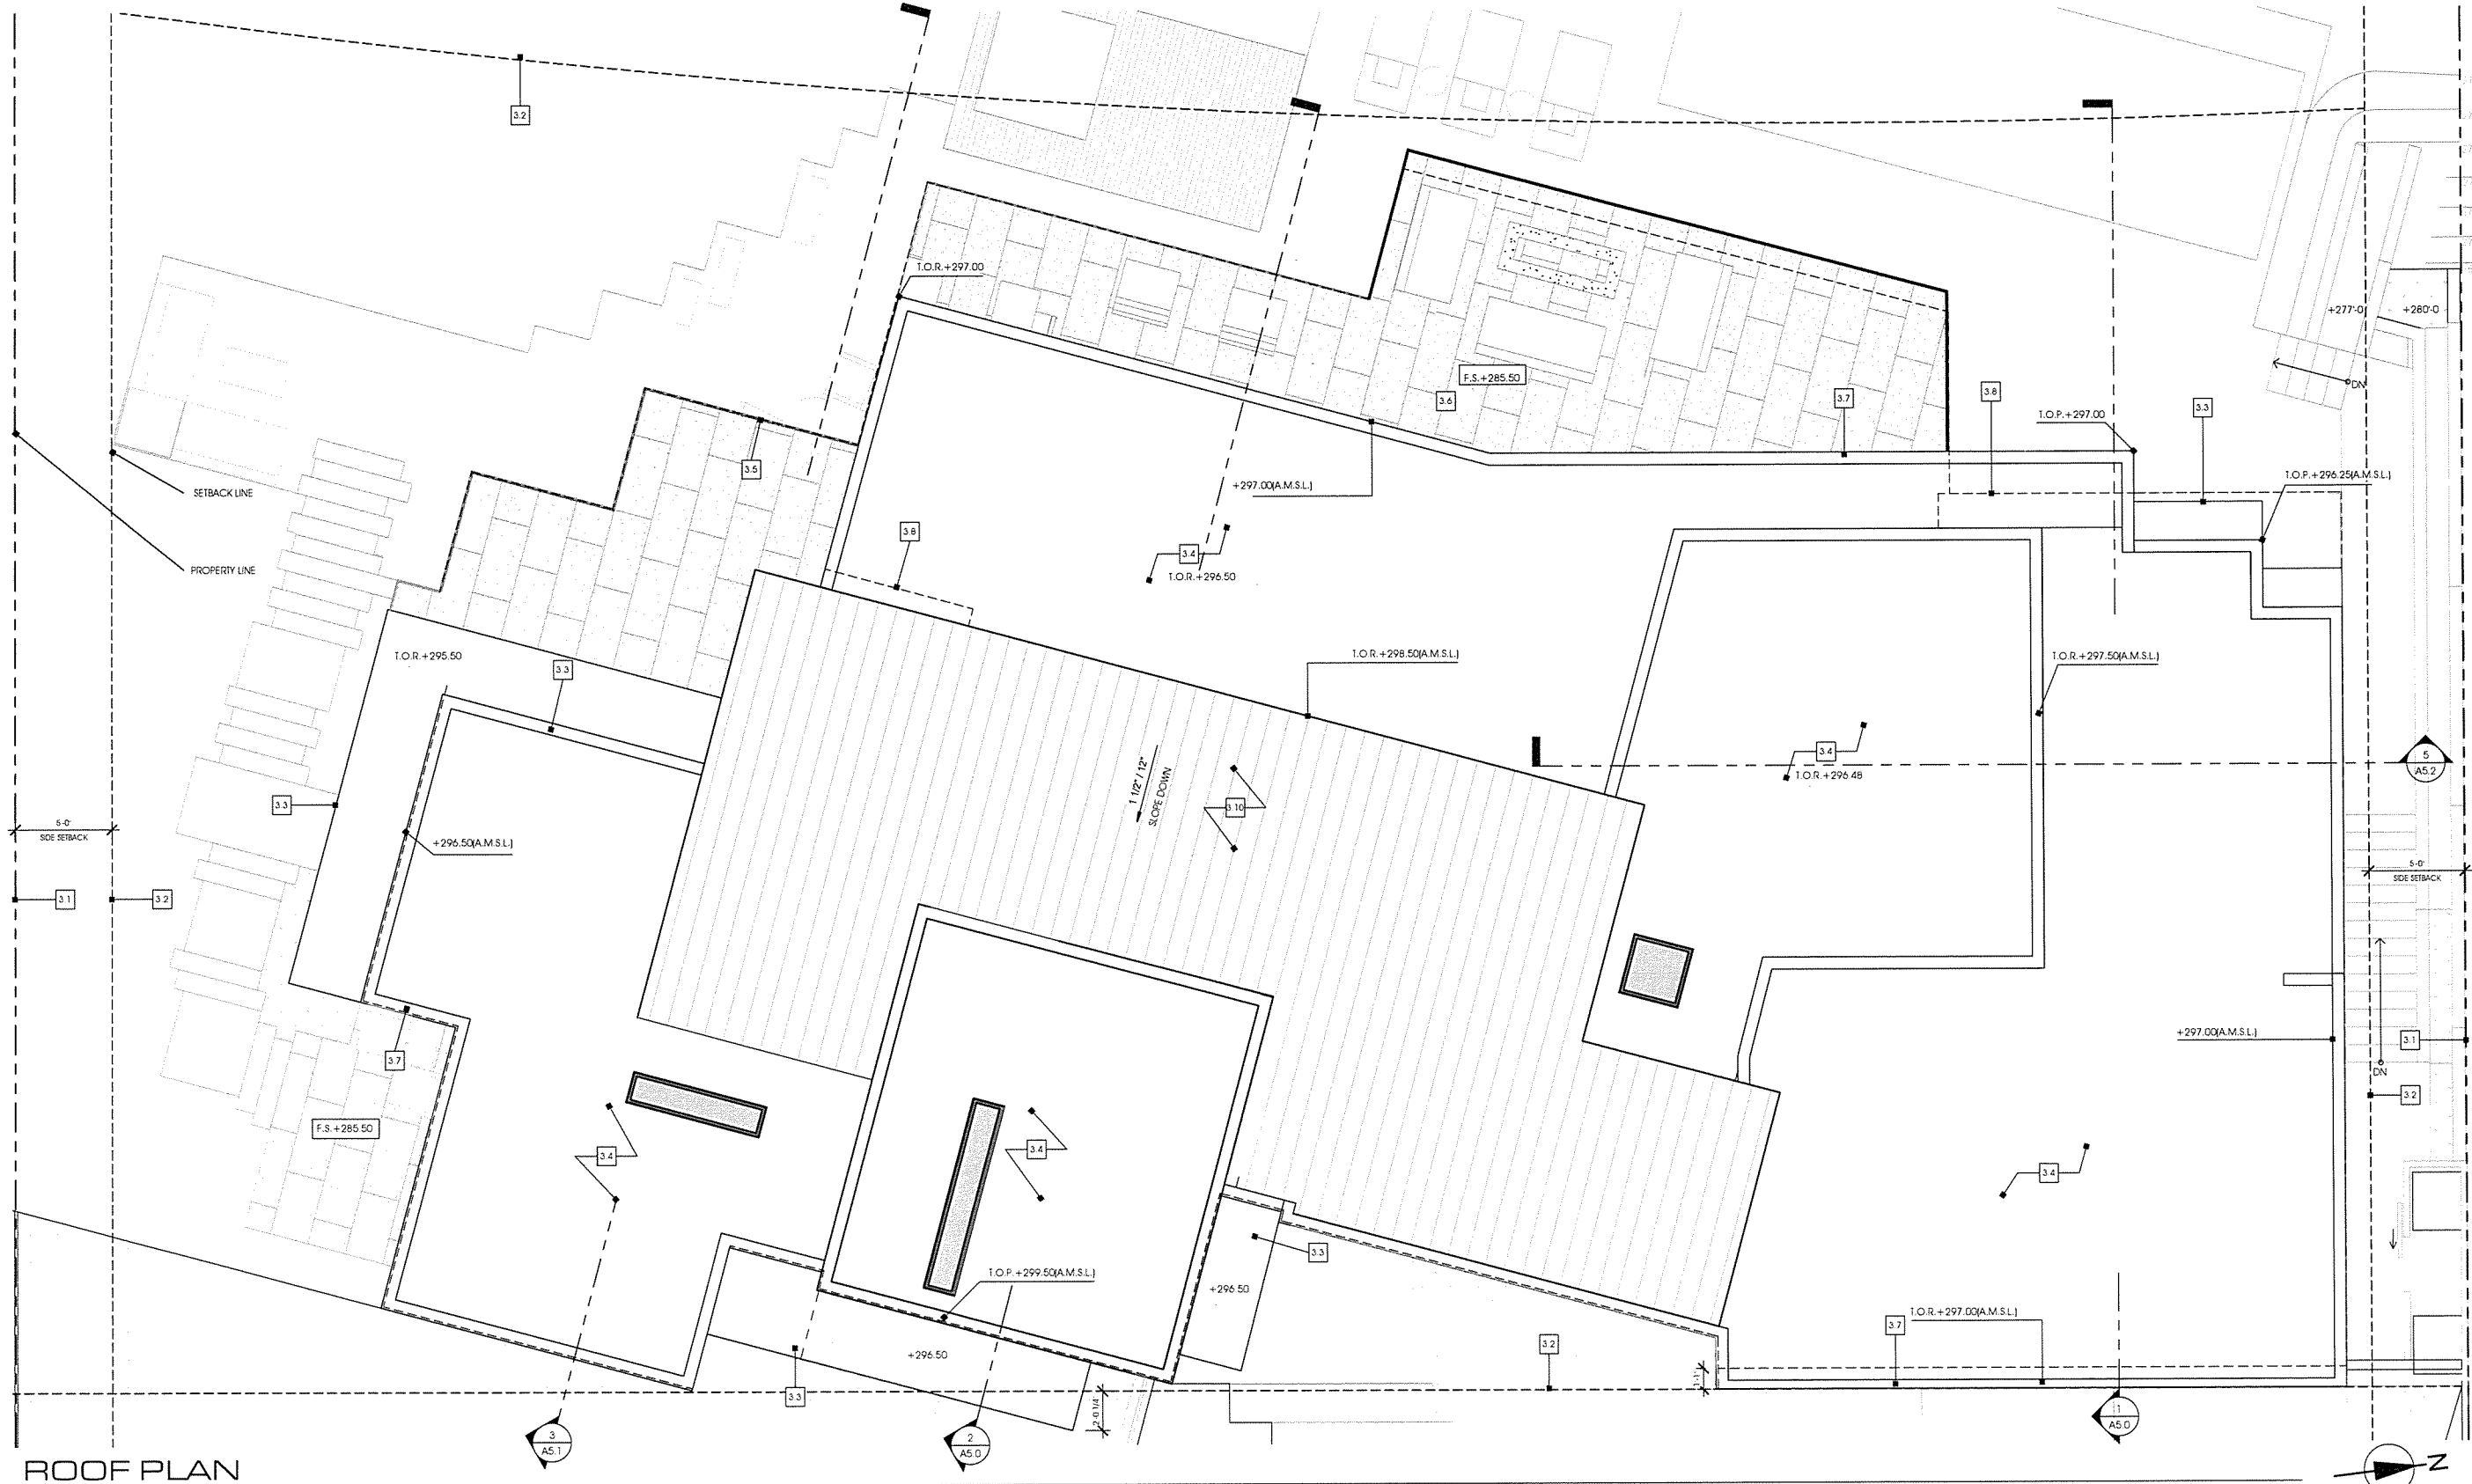 3.2
T.O.R.+297.00
+277'-0
+280'-0
DN
F.S.+285.50
3.6
3.7
3.8
3.3
T.O.P.+297.00
3.5
T.O.P.+296.25(A.M.S.L.)
SETBACK LINE
+297.00(A.M.S.L.)
3.8
3.4
T.O.R.+296.50
PROPERTY LINE
T.O.R.+295.50
3.3
T.O.R.+298.50(A.M.S.L.)
T.O.R.+297.50(A.M.S.L.)
3.4
T.O.R.+296.48
5
A5.2
1 1/2" / 12"
SLOPE DOWN
3.10
3.3
5'-0"
SIDE SETBACK
+296.50(A.M.S.L.)
5'-0"
SIDE SETBACK
3.1
3.2
+297.00(A.M.S.L.)
3.1
3.7
DN
3.2
F.S.+285.50
3.4
3.4
3.4
3.3
T.O.P.+299.50(A.M.S.L.)
+296.50
T.O.R.+297.00(A.M.S.L.)
3.7
3.2
+296.50
3.3
1'-1"
2'-0 1/4"
3
A5.1
2
A5.0
1
A5.0
ROOF PLAN
N